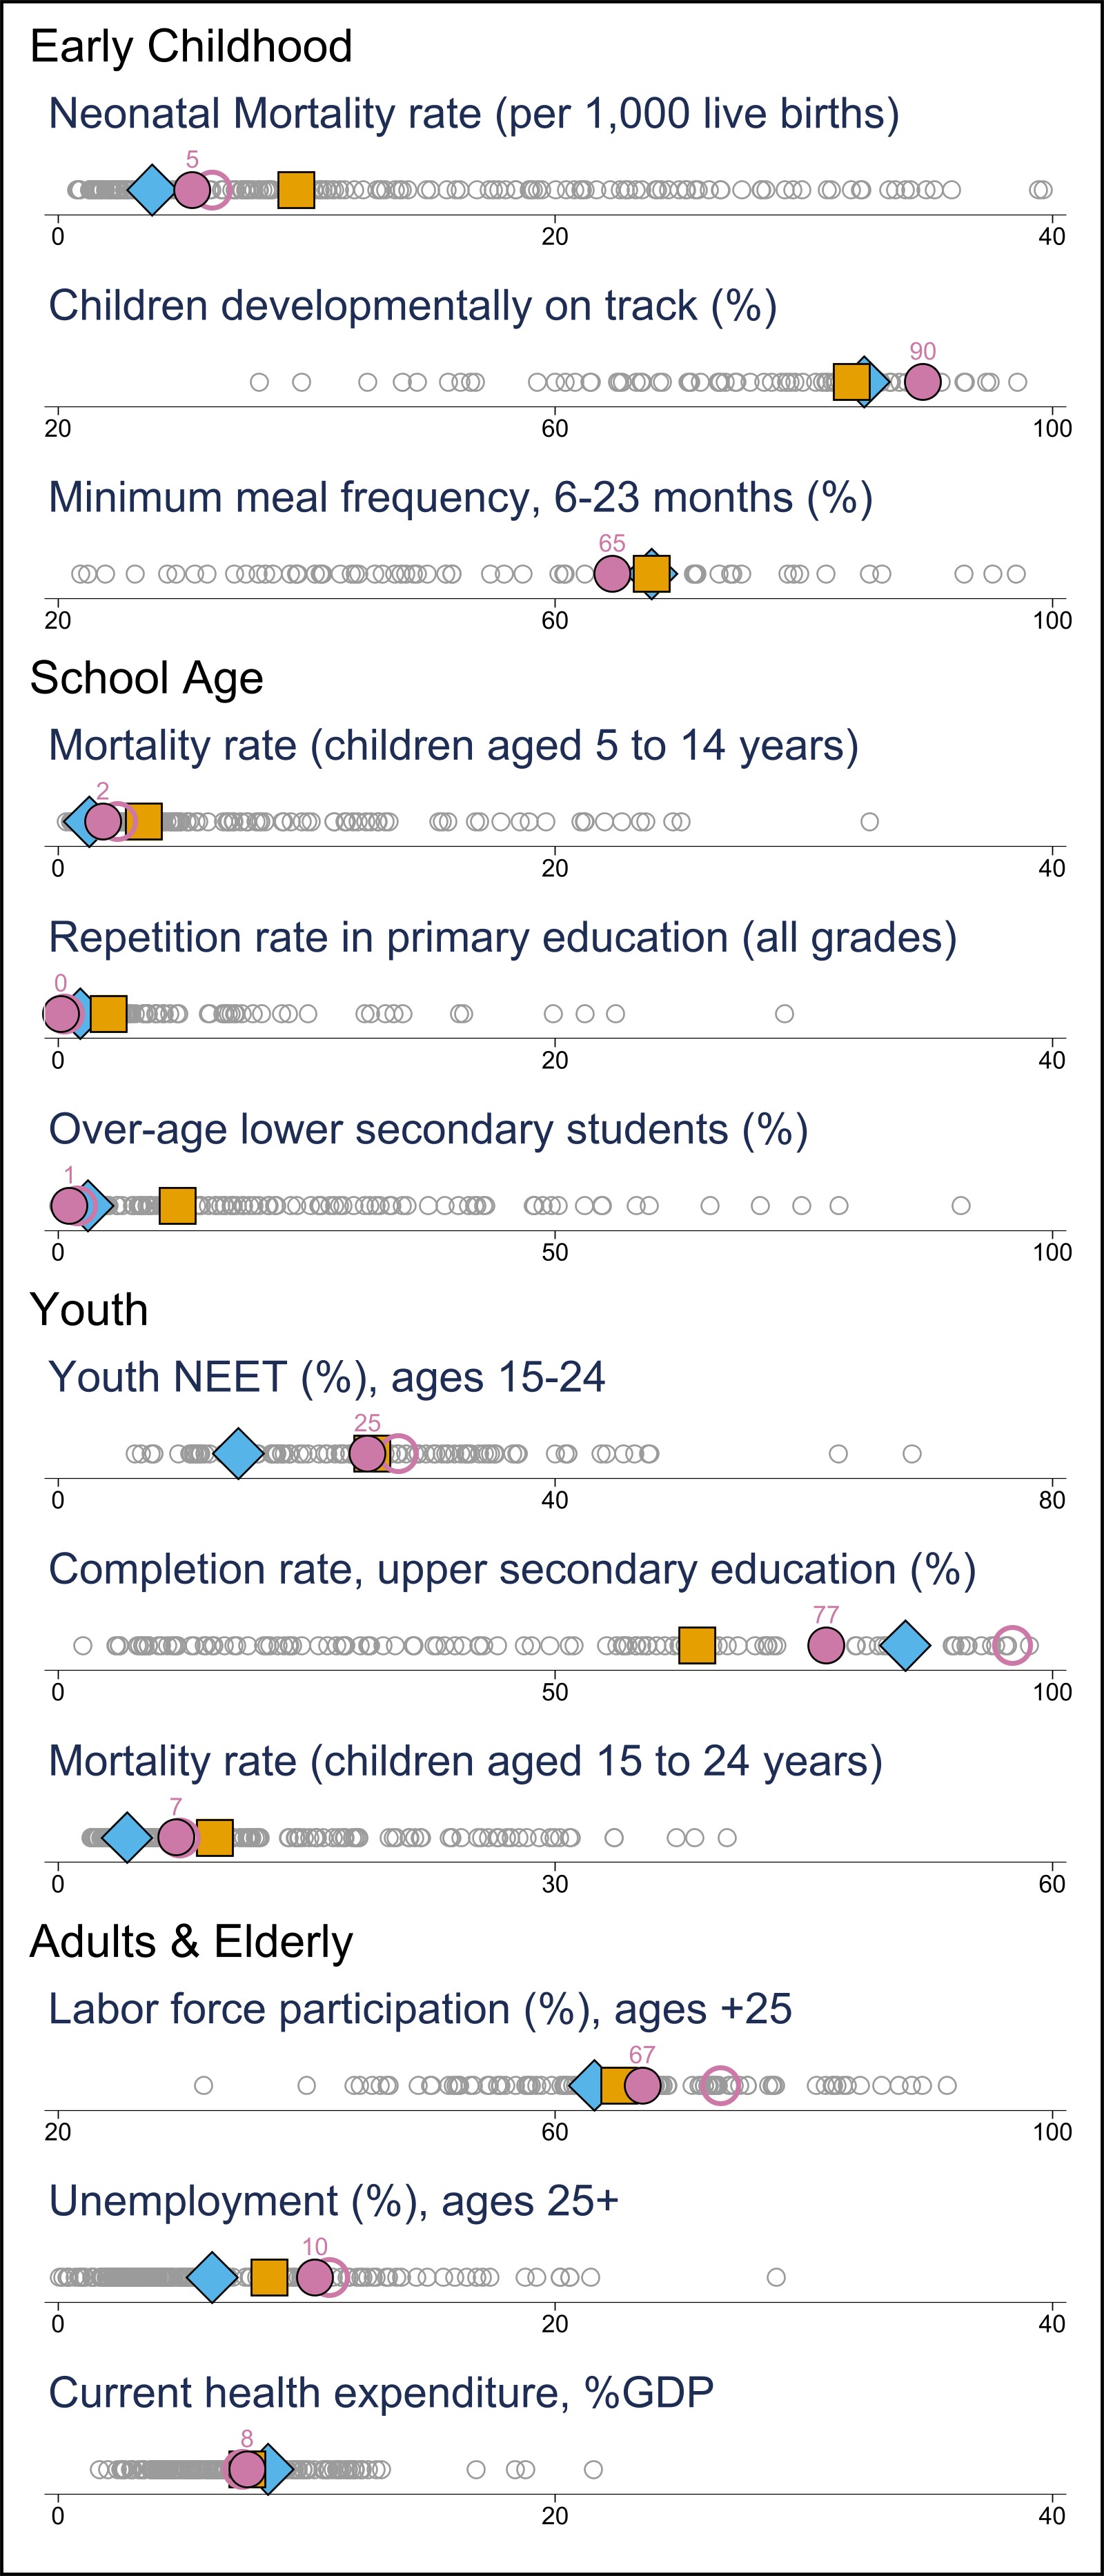 Early Childhood
Neonatal Mortality rate (per 1,000 live births)
5
0 20 40
Children developmentally on track (%)
90
20 60 100
Minimum meal frequency, 6-23 months (%)
65
20 60 100
School Age
Mortality rate (children aged 5 to 14 years)
2
0 20 40
Repetition rate in primary education (all grades)
0
0 20 40
Over-age lower secondary students (%)
1
0 50 100
Youth
Youth NEET (%), ages 15-24
25
0 40 80
Completion rate, upper secondary education (%)
77
0 50 100
Mortality rate (children aged 15 to 24 years)
7
0 30 60
Adults & Elderly
Labor force participation (%), ages +25
67
20 60 100
Unemployment (%), ages 25+
10
0 20 40
Current health expenditure, %GDP
8
0 20 40